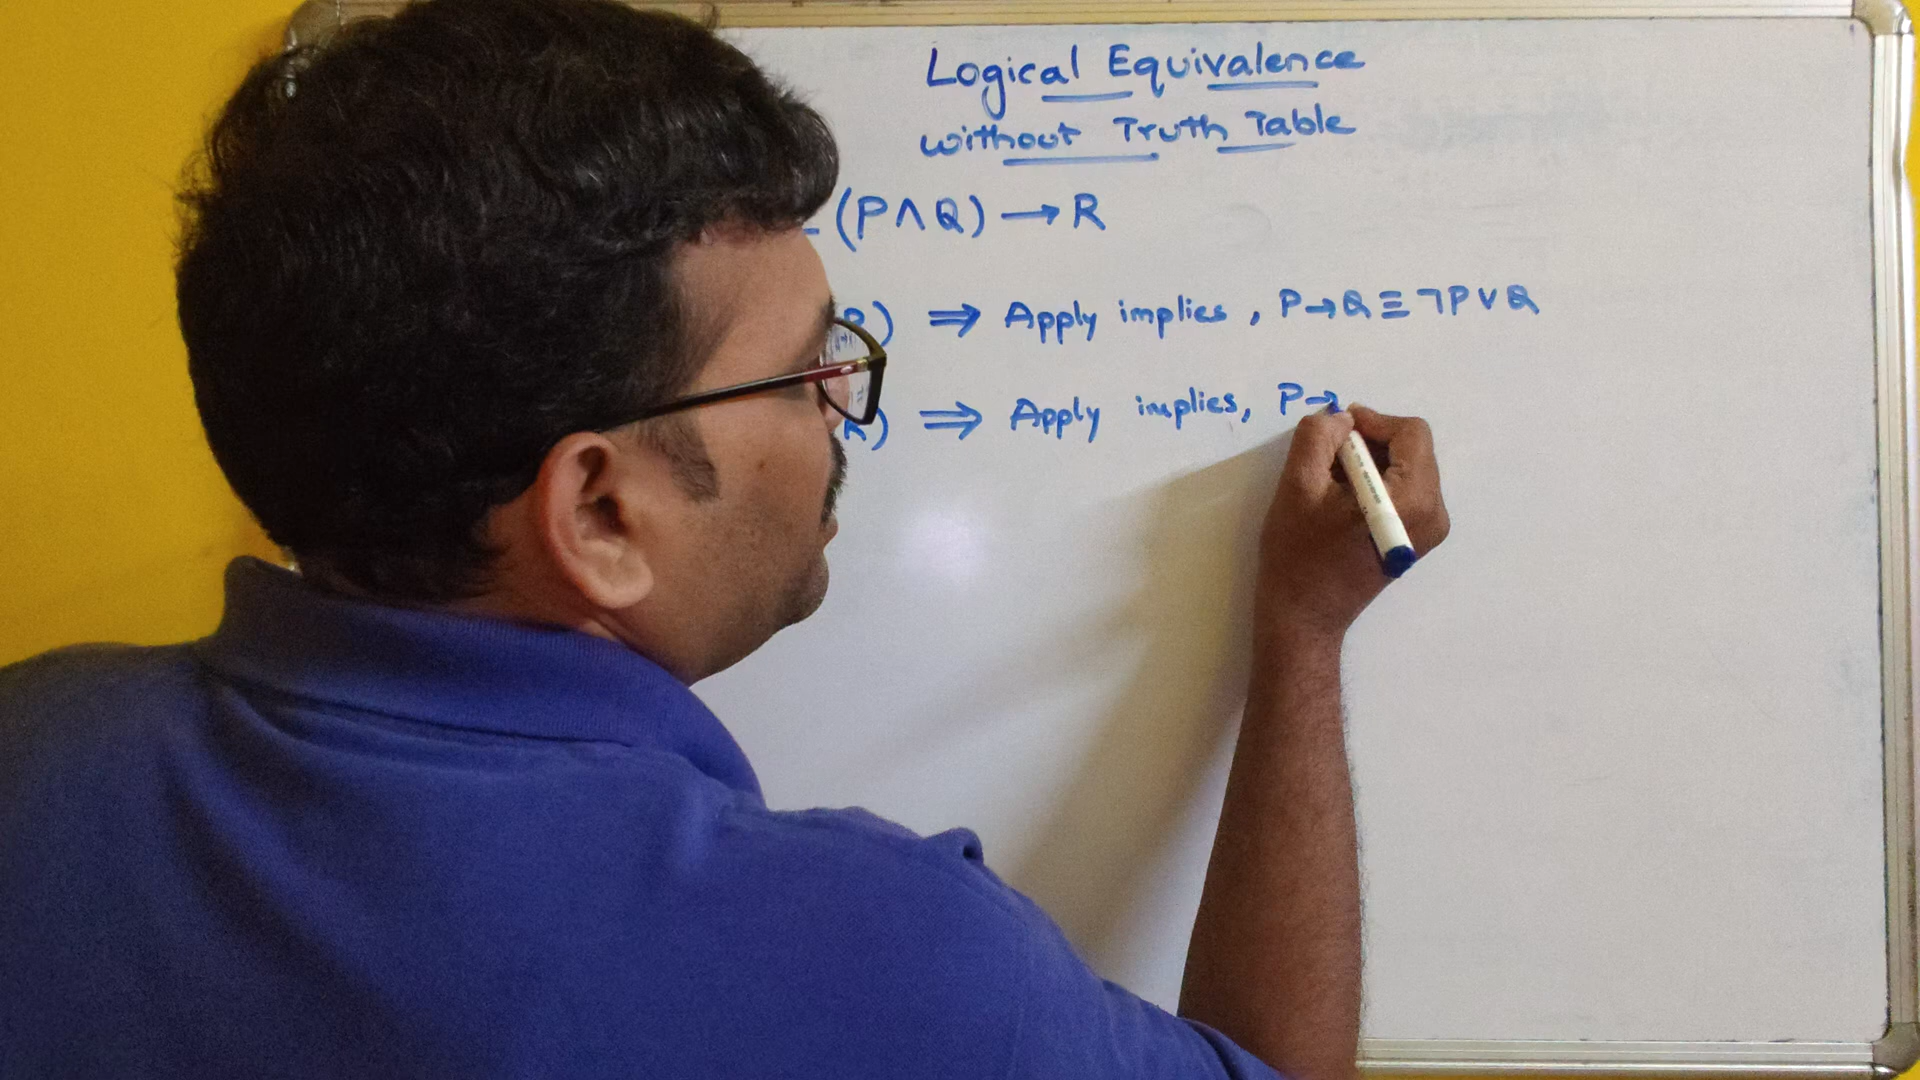 Logical Equivalence
without Truth Table
(P∧Q) → R
R) ⇒ Apply implies, P→Q ≡ ¬P∨Q
R) ⇒ Apply implies, P→